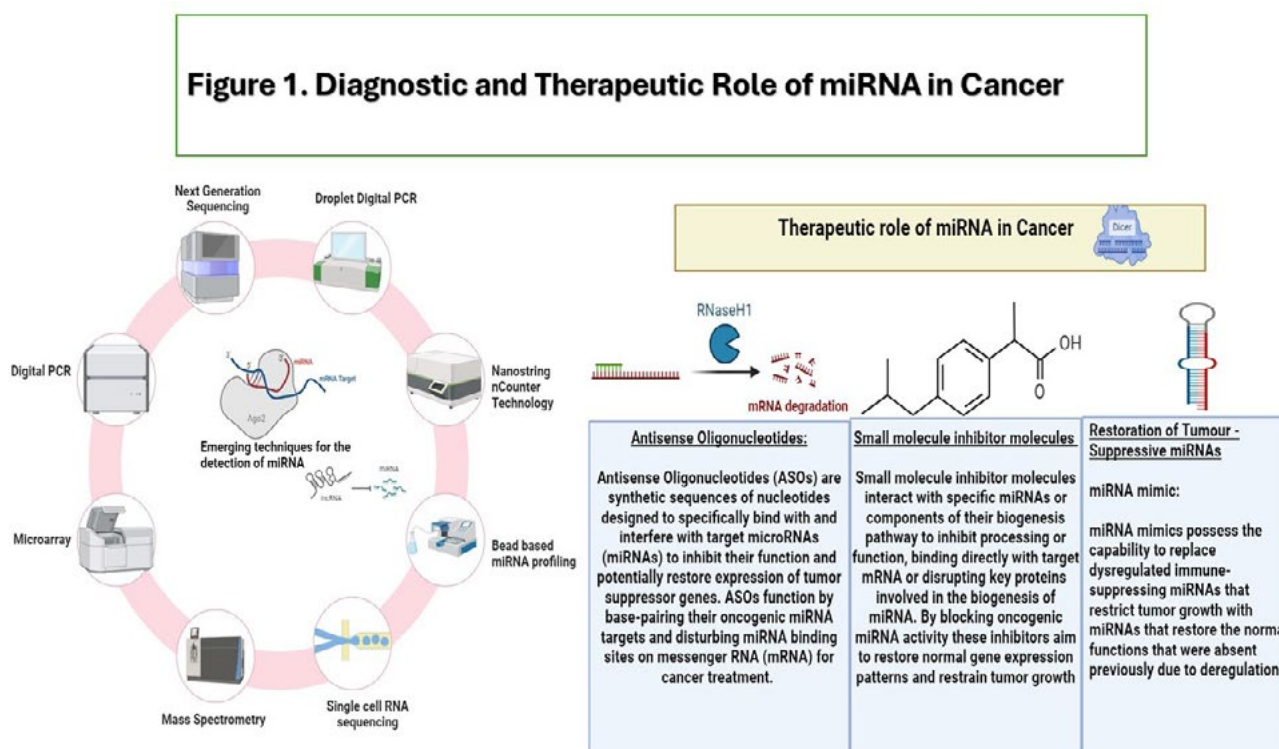 Figure 1. Diagnostic and Therapeutic Role of miRNA in Cancer
Next Generation
Sequencing
Droplet Digital PCR
Digital PCR
Nanostring
nCounter
Technology
3'
5'
5'
miRNA
mRNA Target
Ago2
Emerging techniques for the
detection of miRNA
lncRNA
miRNA
Microarray
Bead based
miRNA profiling
Mass Spectrometry
Single cell RNA
sequencing
Therapeutic role of miRNA in Cancer
Dicer
RNaseH1
mRNA degradation
OH
O
Antisense Oligonucleotides:
Antisense Oligonucleotides (ASOs) are
synthetic sequences of nucleotides
designed to specifically bind with and
interfere with target microRNAs
(miRNAs) to inhibit their function and
potentially restore expression of tumor
suppressor genes. ASOs function by
base-pairing their oncogenic miRNA
targets and disturbing miRNA binding
sites on messenger RNA (mRNA) for
cancer treatment.
Small molecule inhibitor molecules
Small molecule inhibitor molecules
interact with specific miRNAs or
components of their biogenesis
pathway to inhibit processing or
function, binding directly with target
mRNA or disrupting key proteins
involved in the biogenesis of
miRNA. By blocking oncogenic
miRNA activity these inhibitors aim
to restore normal gene expression
patterns and restrain tumor growth
Restoration of Tumour -
Suppressive miRNAs
miRNA mimic:
miRNA mimics possess the
capability to replace
dysregulated immune-
suppressing miRNAs that
restrict tumor growth with
miRNAs that restore the norma
functions that were absent
previously due to deregulation